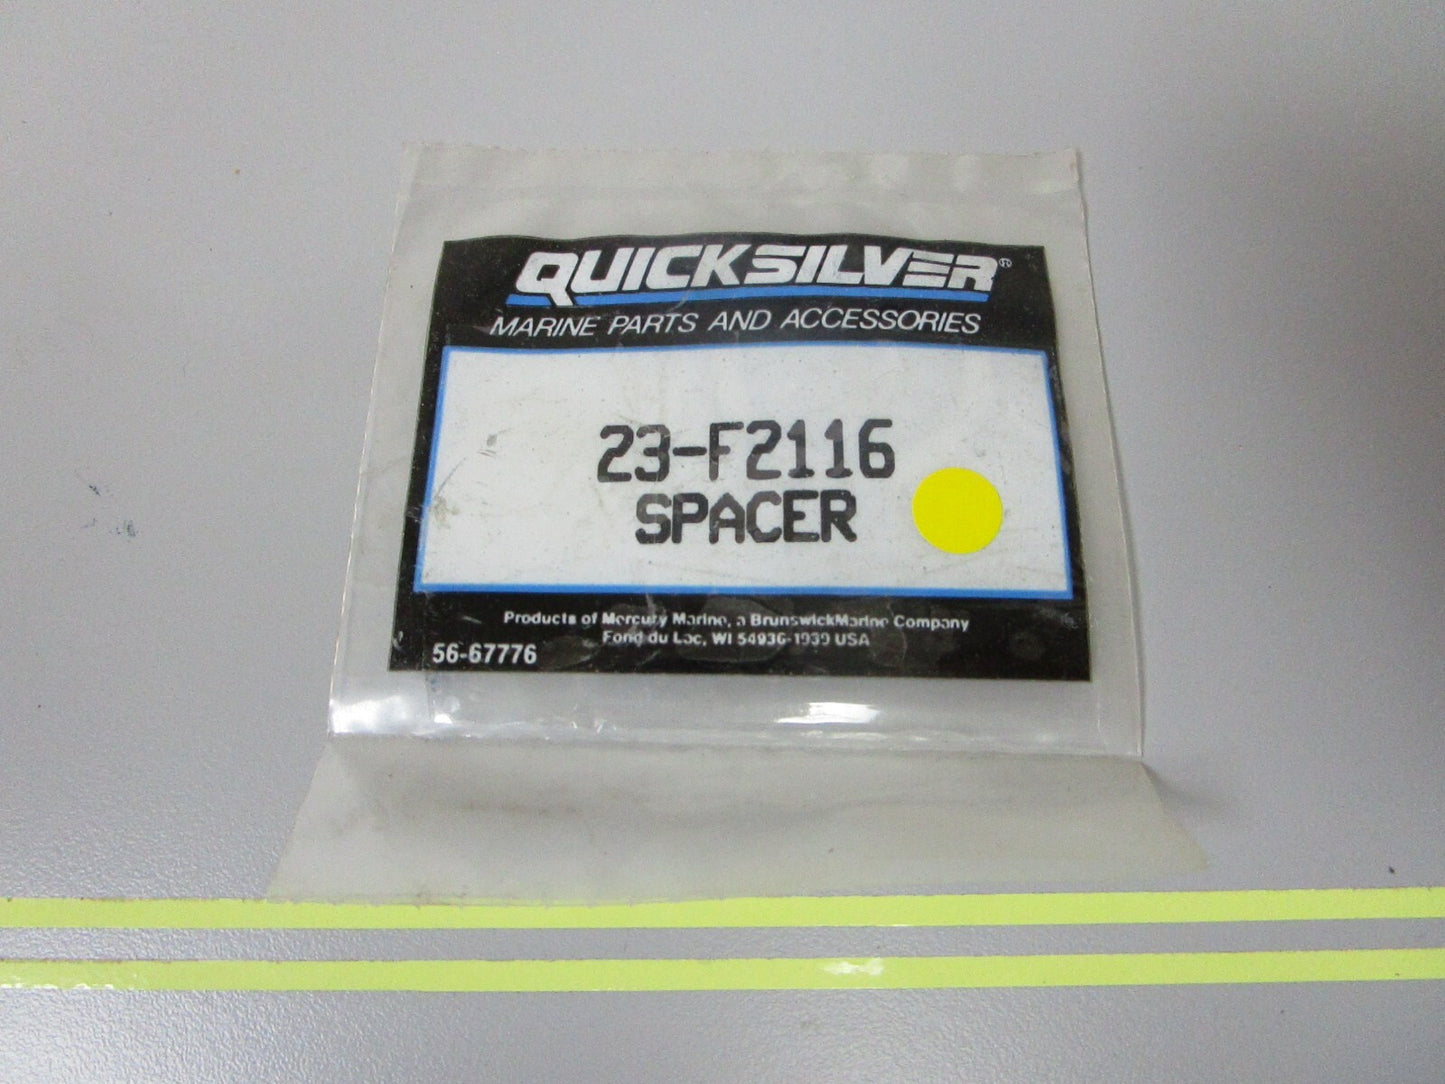 QUICKSILVER®
MARINE PARTS AND ACCESSORIES
23-F2116
SPACER
Products of Mercury Marine, a BrunswickMarine Company
Fond du Lac, WI 54936-1939 USA
56-67776